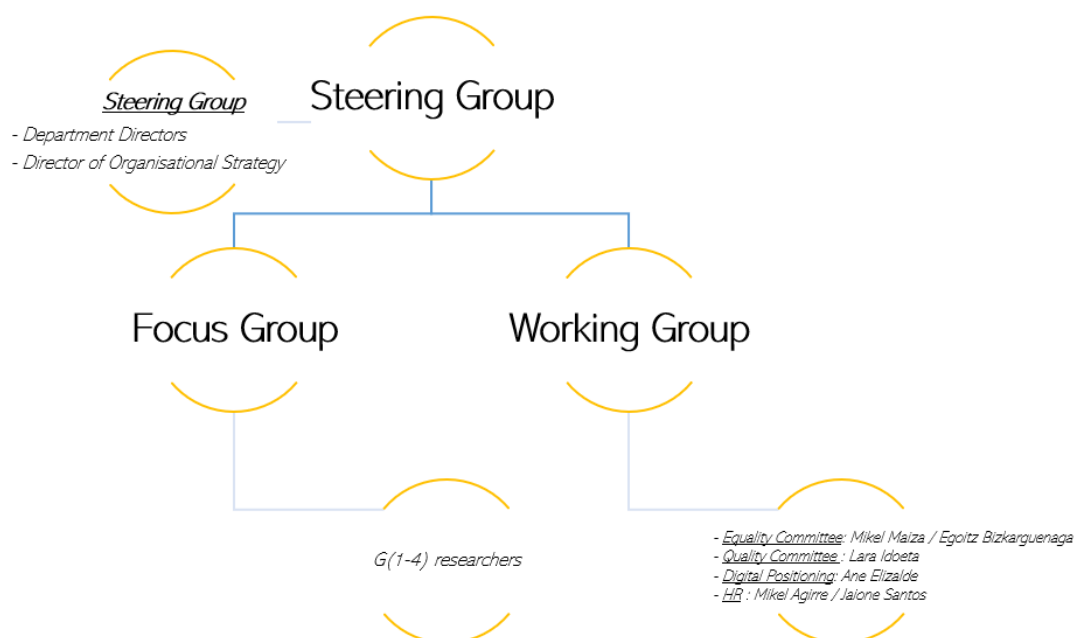 Steering Group
Steering Group
- Department Directors
- Director of Organisational Strategy
Focus Group
Working Group
G(1-4) researchers
- Equality Committee: Mikel Maiza / Egoitz Bizkarguenaga
- Quality Committee : Lara Idoeta
- Digital Positioning: Ane Elizalde
- HR : Mikel Agirre / Jaione Santos